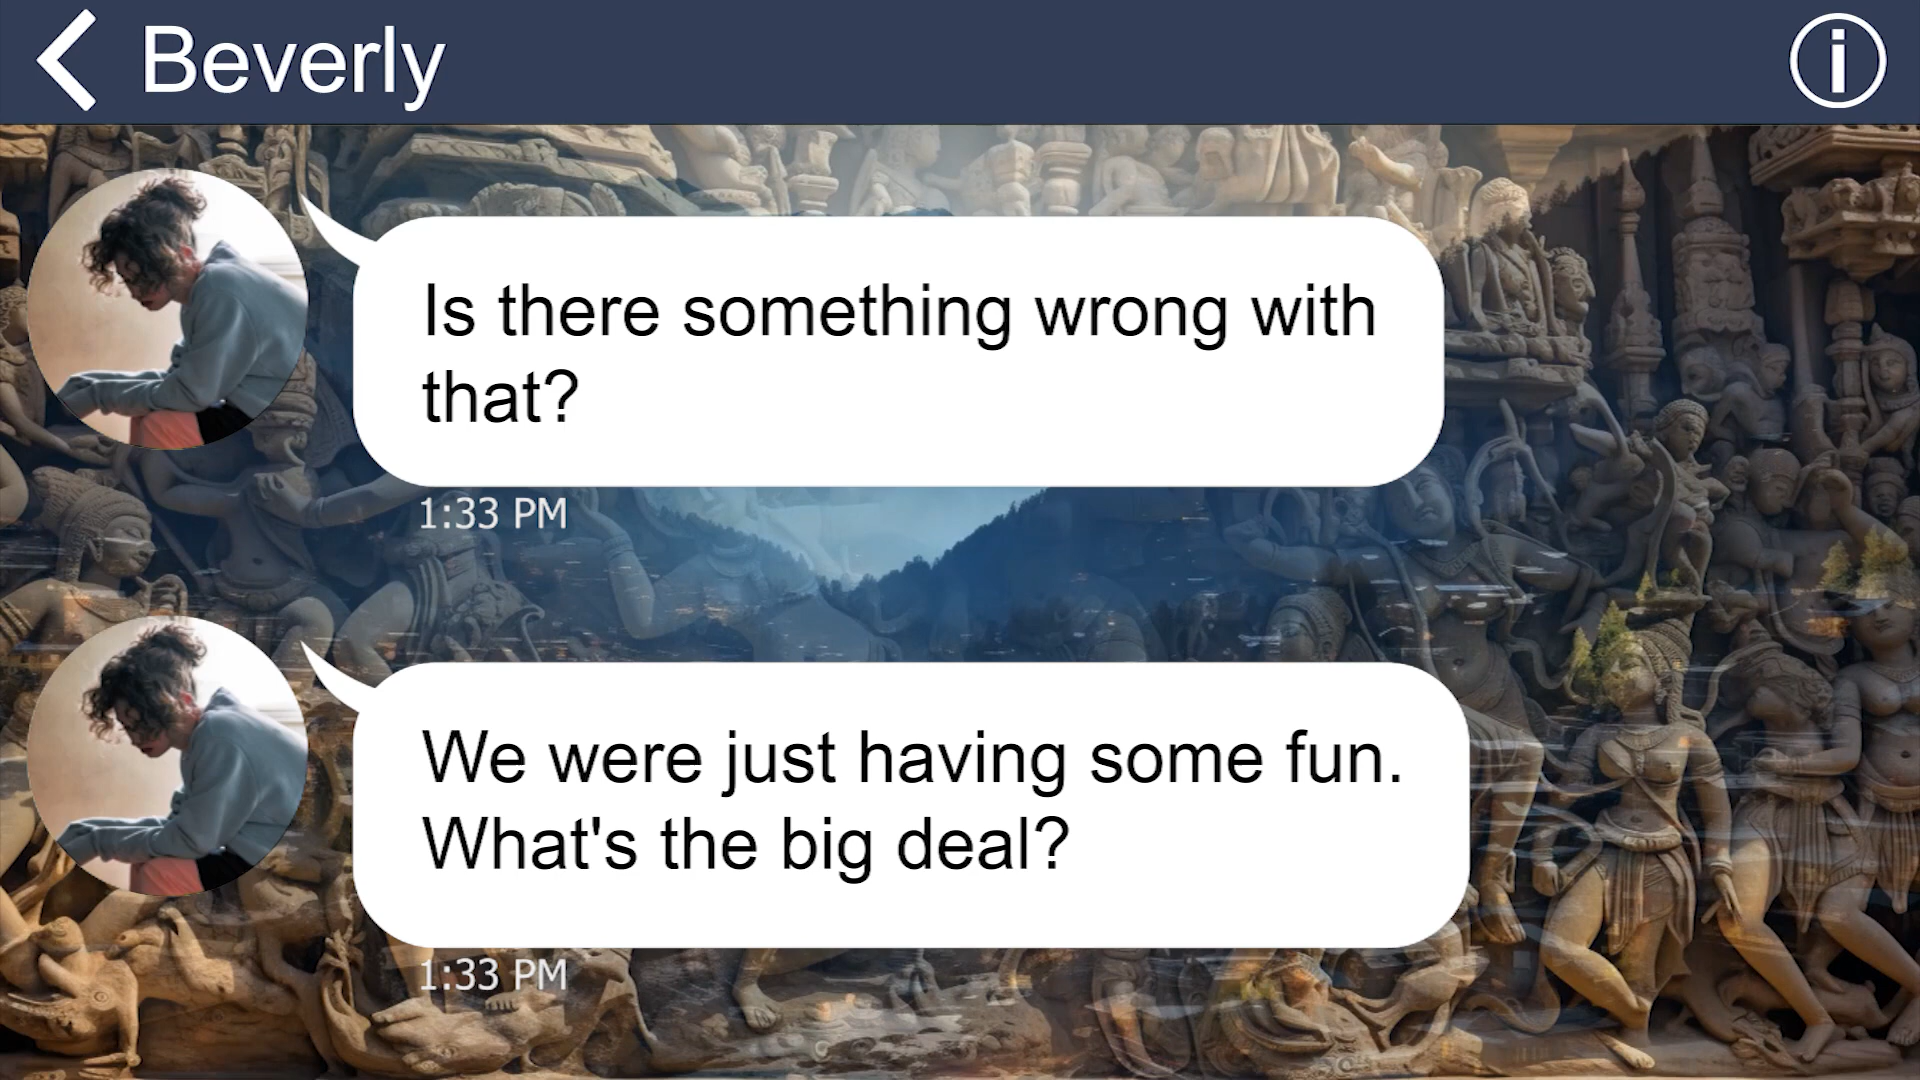 Beverly
Is there something wrong with
that?
1:33 PM
We were just having some fun.
What's the big deal?
1:33 PM